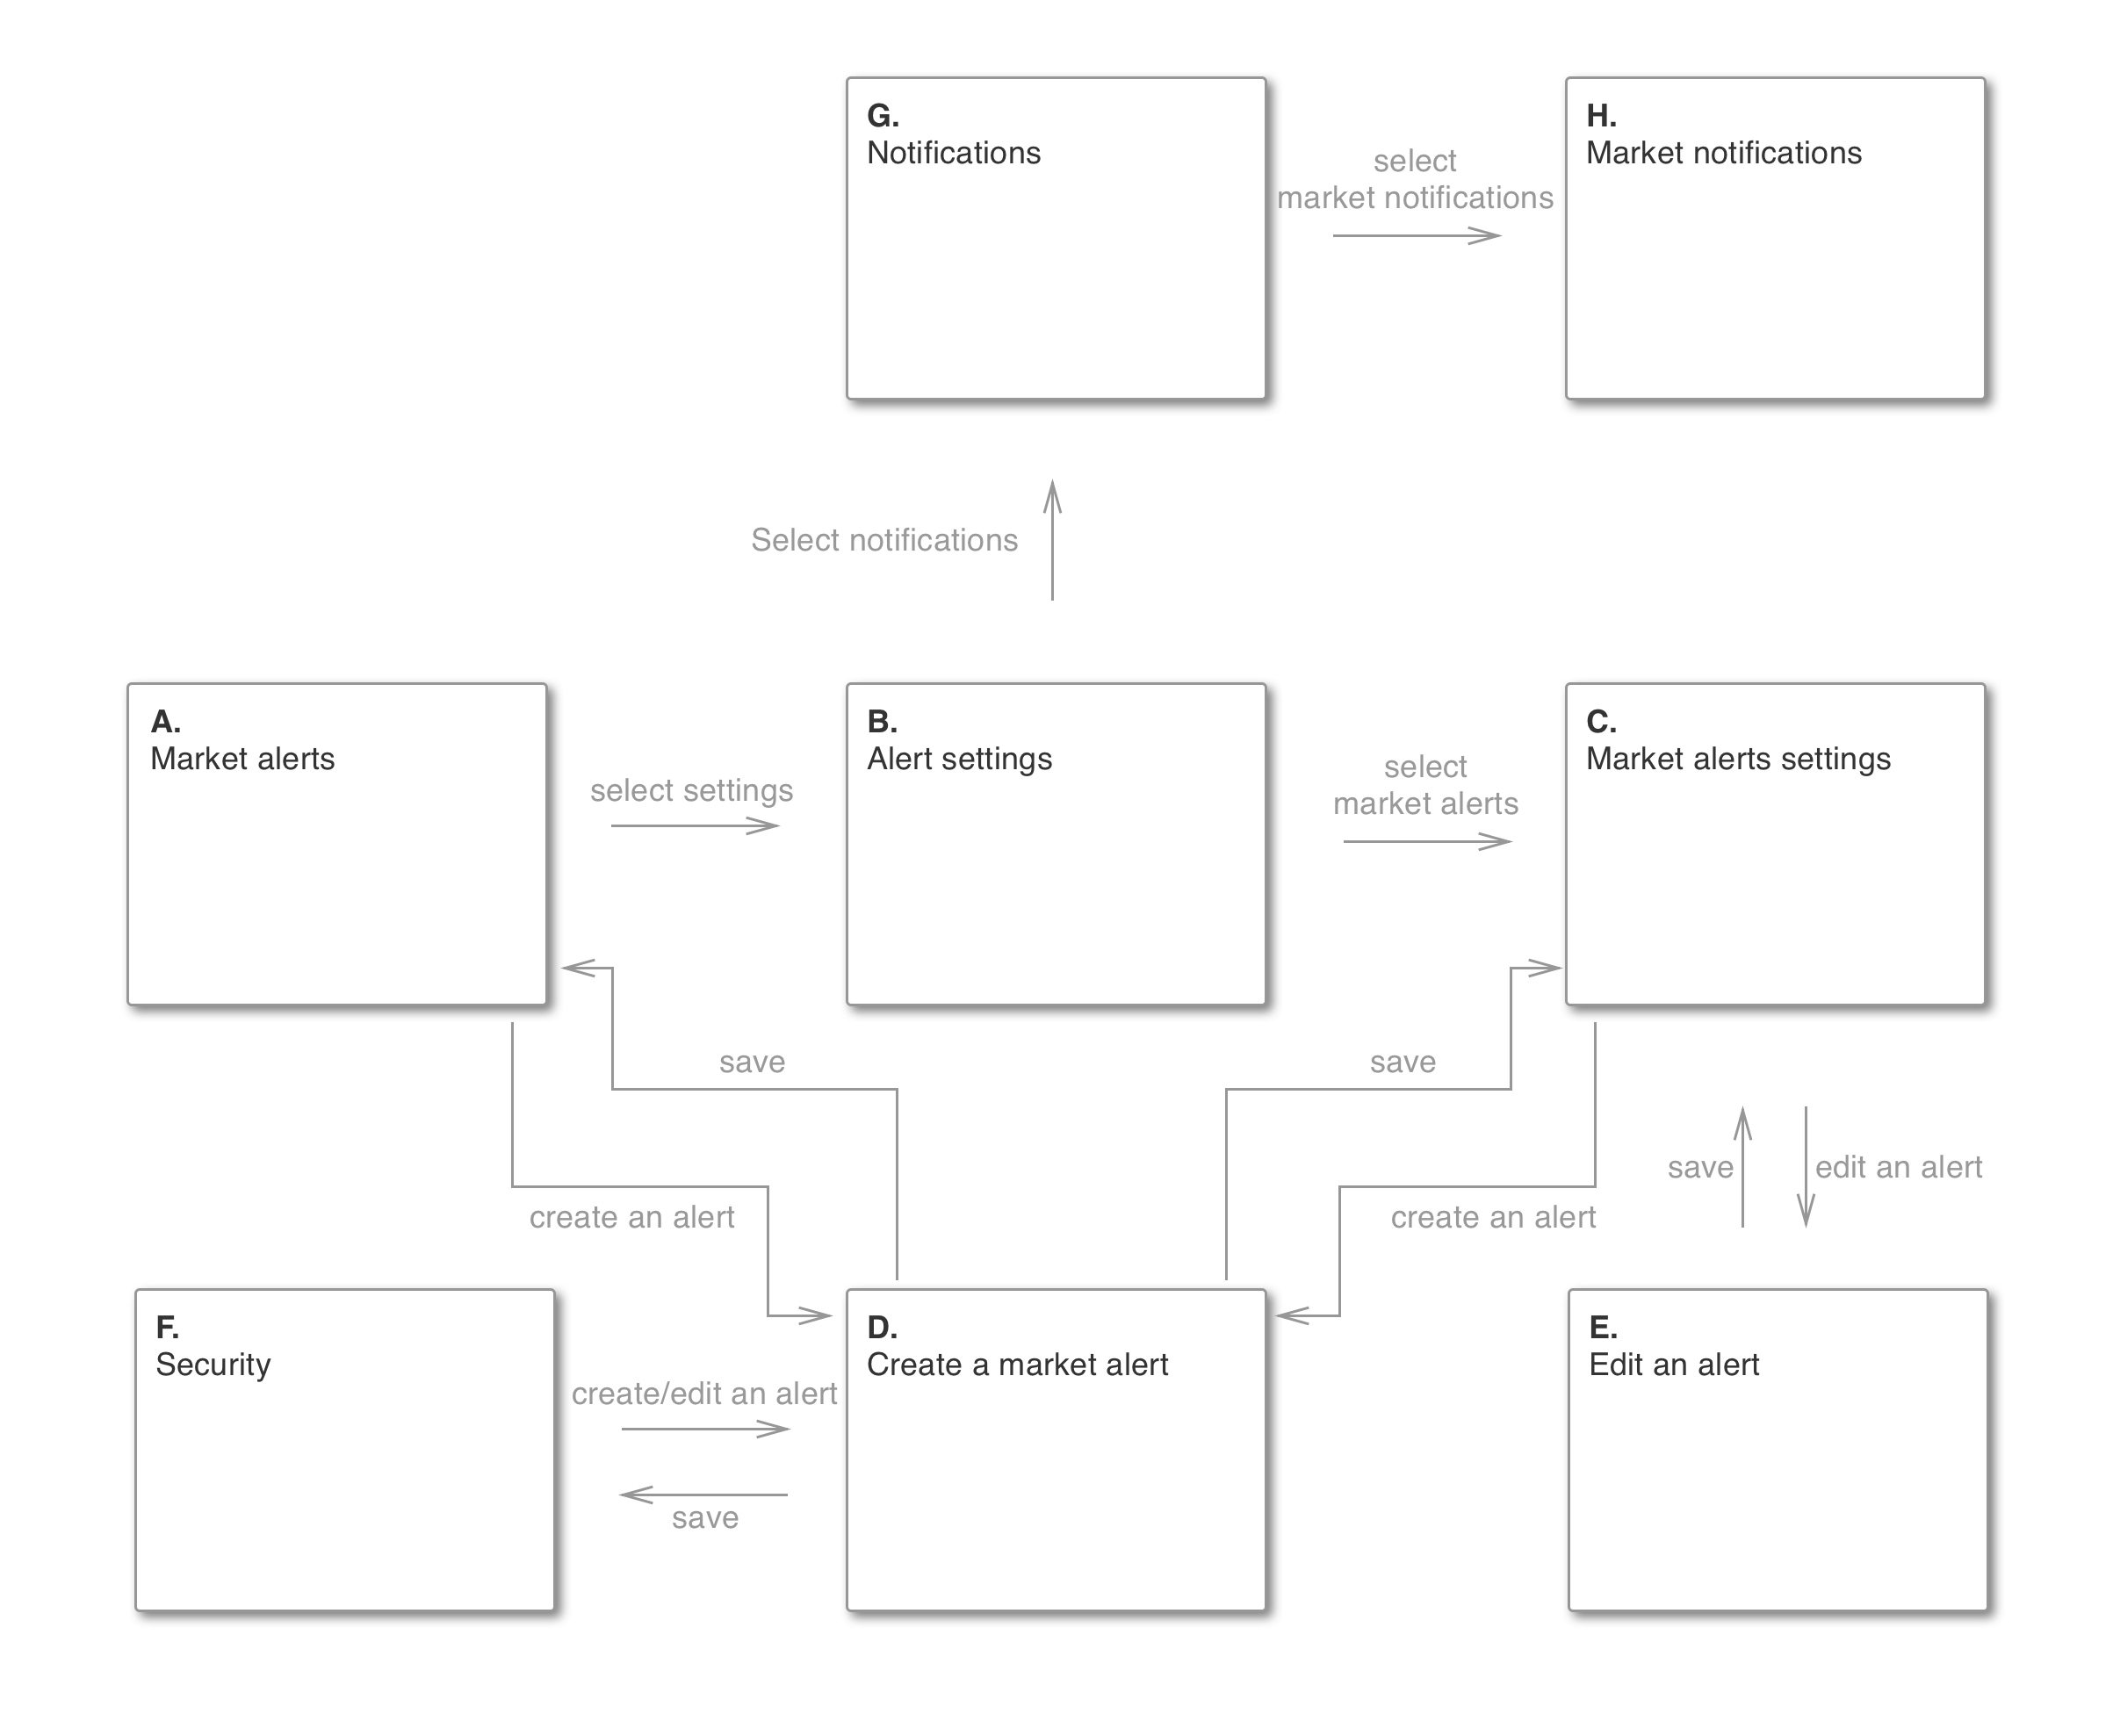 G.
Notifications
select
market notifications
H.
Market notifications
Select notifications
A.
Market alerts
select settings
B.
Alert settings
select
market alerts
C.
Market alerts settings
save
save
create an alert
create an alert
save
edit an alert
F.
Security
create/edit an alert
save
D.
Create a market alert
E.
Edit an alert